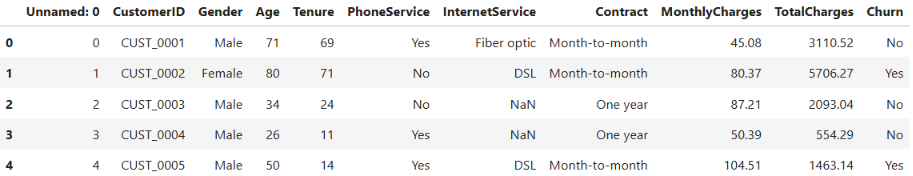 Unnamed: 0 CustomerID Gender Age Tenure PhoneService InternetService Contract MonthlyCharges TotalCharges Churn
0 0 CUST_0001 Male 71 69 Yes Fiber optic Month-to-month 45.08 3110.52 No
1 1 CUST_0002 Female 80 71 No DSL Month-to-month 80.37 5706.27 Yes
2 2 CUST_0003 Male 34 24 No NaN One year 87.21 2093.04 No
3 3 CUST_0004 Male 26 11 Yes NaN One year 50.39 554.29 No
4 4 CUST_0005 Male 50 14 Yes DSL Month-to-month 104.51 1463.14 Yes